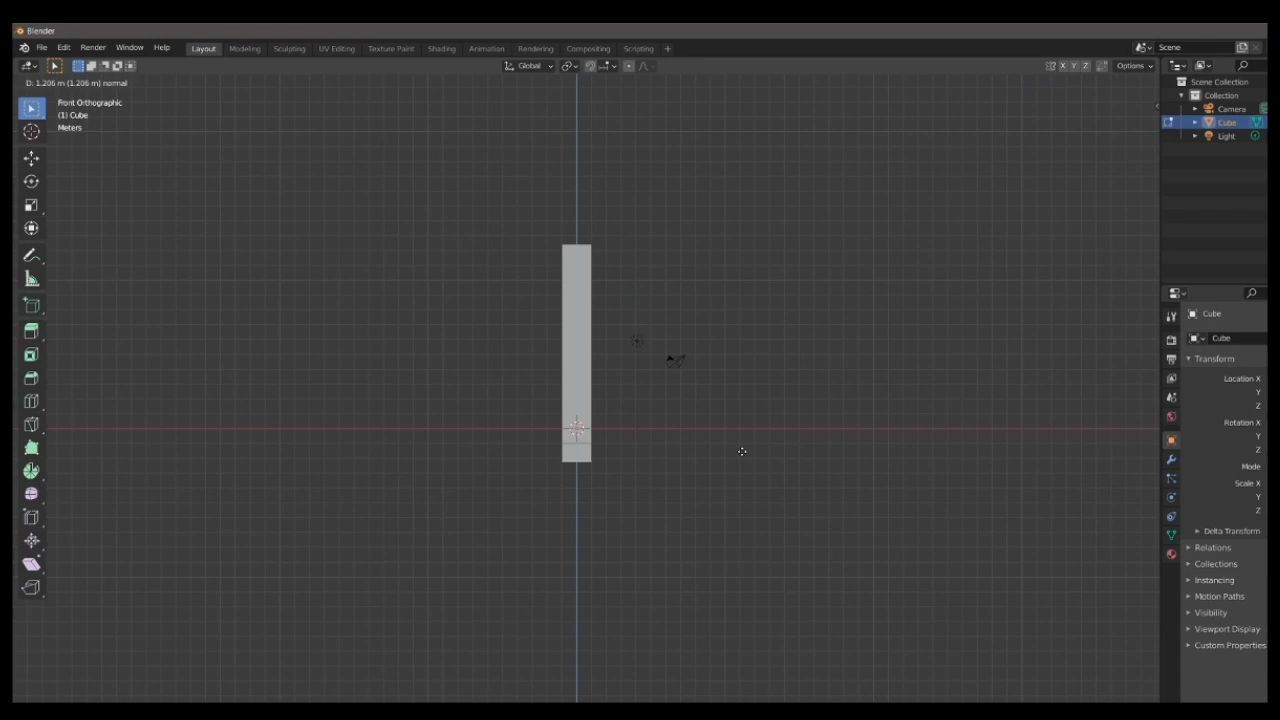 Blender
File Edit Render Window Help Layout Modeling Sculpting UV Editing Texture Paint Shading Animation Rendering Compositing Scripting + Scene
Global X Y Z Options
D: 1.206 m (1.206 m) normal
Front Orthographic
(1) Cube
Meters
Scene Collection
Collection
Camera
Cube
Light
Cube
Cube
Transform
Location X
Y
Z
Rotation X
Y
Z
Mode
Scale X
Y
Z
Delta Transform
Relations
Collections
Instancing
Motion Paths
Visibility
Viewport Display
Custom Properties